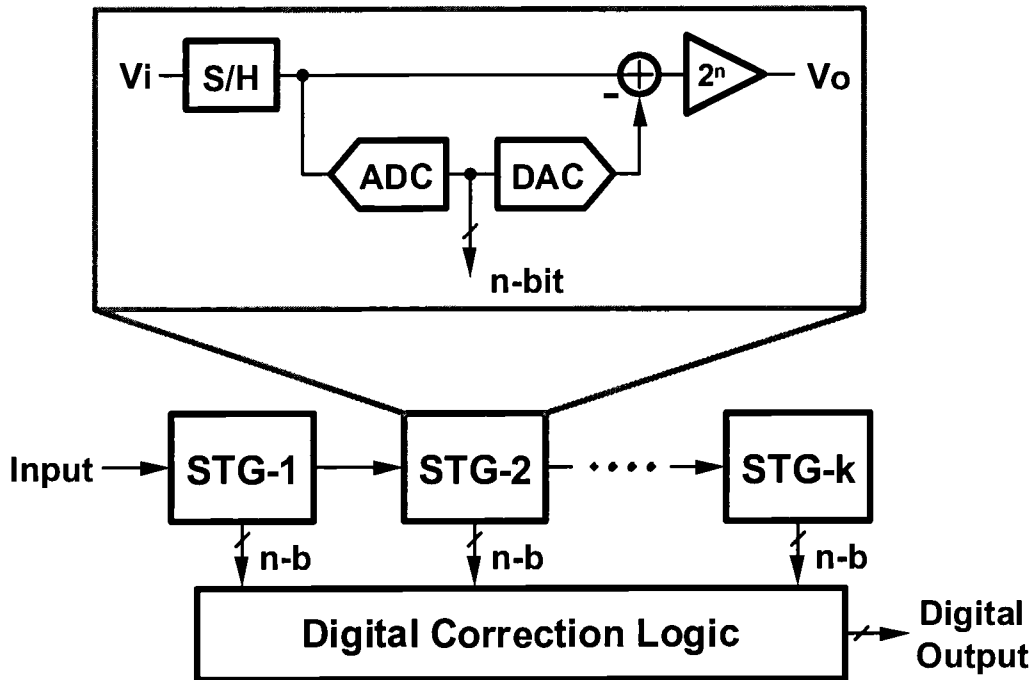 Vi
S/H
-
+
2ⁿ
Vo
ADC
DAC
n-bit
Input
STG-1
STG-2
....
STG-k
n-b
n-b
n-b
Digital Correction Logic
Digital
Output